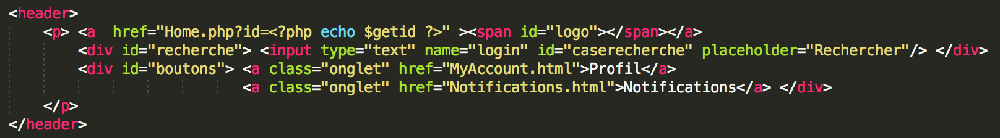 <header>
<p> <a  href="Home.php?id=<?php echo $getid ?>" ><span id="logo"></span></a>
<div id="recherche"> <input type="text" name="login" id="caserecherche" placeholder="Rechercher"/> </div>
<div id="boutons"> <a class="onglet" href="MyAccount.html">Profil</a>
<a class="onglet" href="Notifications.html">Notifications</a> </div>
</p>
</header>